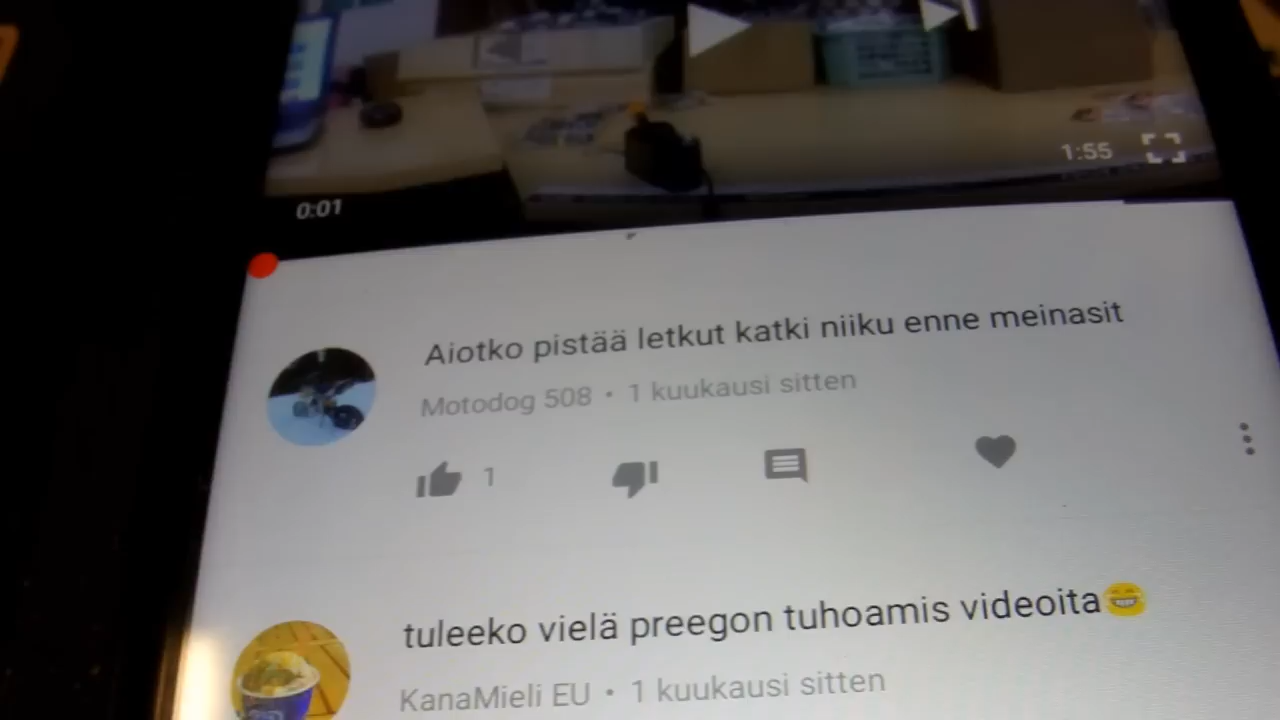 1:55
0:01
Aiotko pistää letkut katki niiku enne meinasit
Motodog 508 • 1 kuukausi sitten
1
tuleeko vielä preegon tuhoamis videoita😁
KanaMieli EU • 1 kuukausi sitten